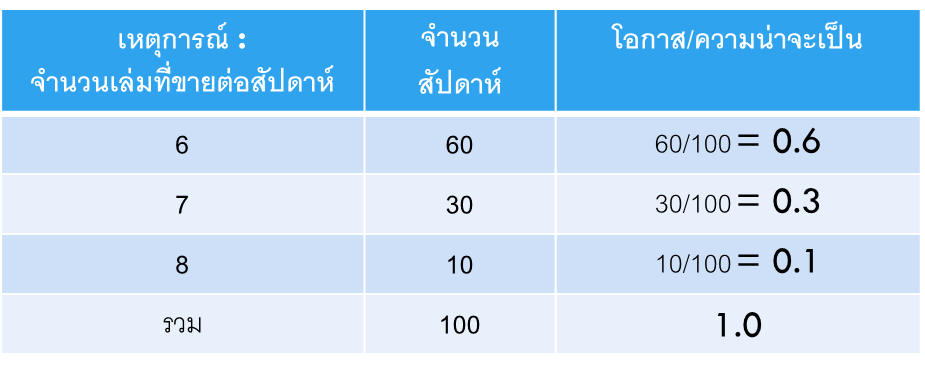 เหตุการณ์ :
จำนวนเล่มที่ขายต่อสัปดาห์
จำนวน
สัปดาห์
โอกาส/ความน่าจะเป็น
6 60 60/100 = 0.6
7 30 30/100 = 0.3
8 10 10/100 = 0.1
รวม 100 1.0